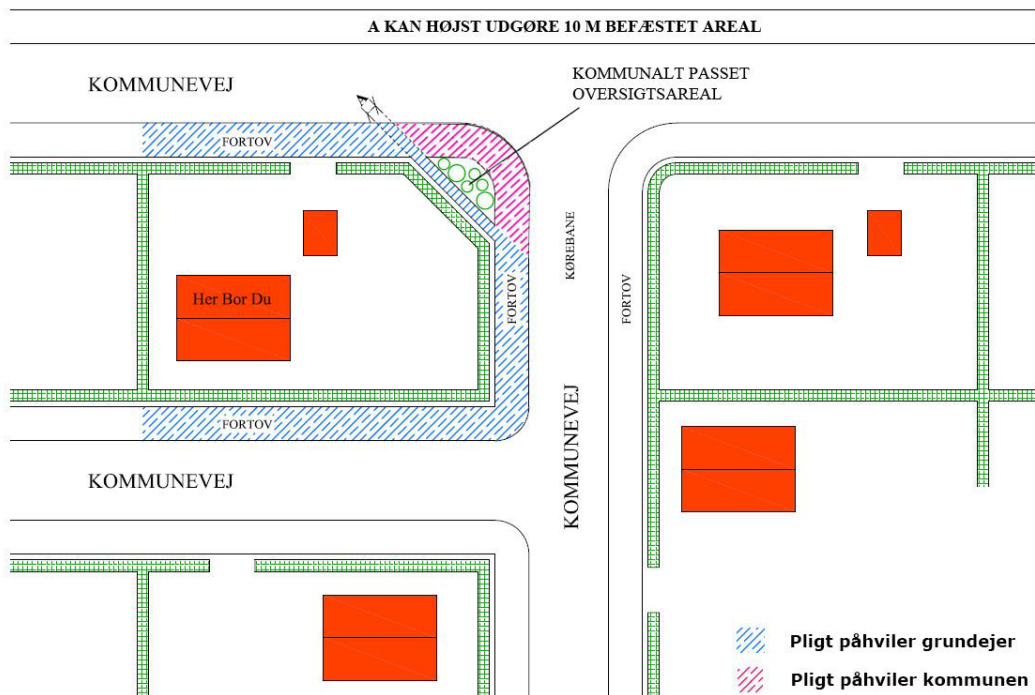 A KAN HØJST UDGØRE 10 M BEFÆSTET AREAL
KOMMUNEVEJ
KOMMUNALT PASSET
OVERSIGTSAREAL
FORTOV
KØREBANE
FORTOV
FORTOV
Her Bor Du
FORTOV
KOMMUNEVEJ
KOMMUNEVEJ
Pligt påhviler grundejer
Pligt påhviler kommunen